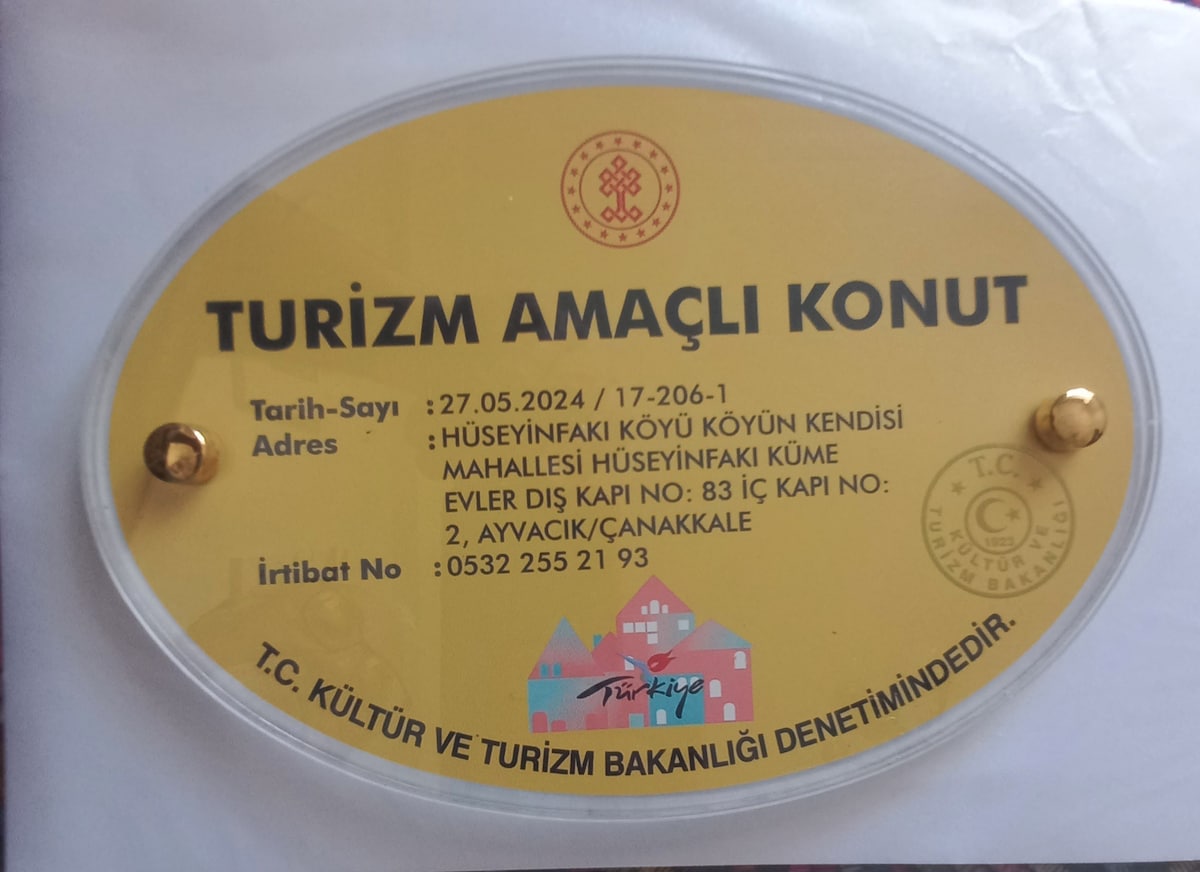 TURİZM AMAÇLI KONUT
Tarih-Sayı : 27.05.2024 / 17-206-1
Adres : HÜSEYİNFAKI KÖYÜ KÖYÜN KENDİSİ
MAHALLESİ HÜSEYİNFAKI KÜME
EVLER DIŞ KAPI NO: 83 İÇ KAPI NO:
2, AYVACIK/ÇANAKKALE
İrtibat No : 0532 255 21 93
T.C.
1923
KÜLTÜR VE
TURİZM BAKANLIĞI
Türkiye
T.C. KÜLTÜR VE TURİZM BAKANLIĞI DENETİMİNDEDİR.